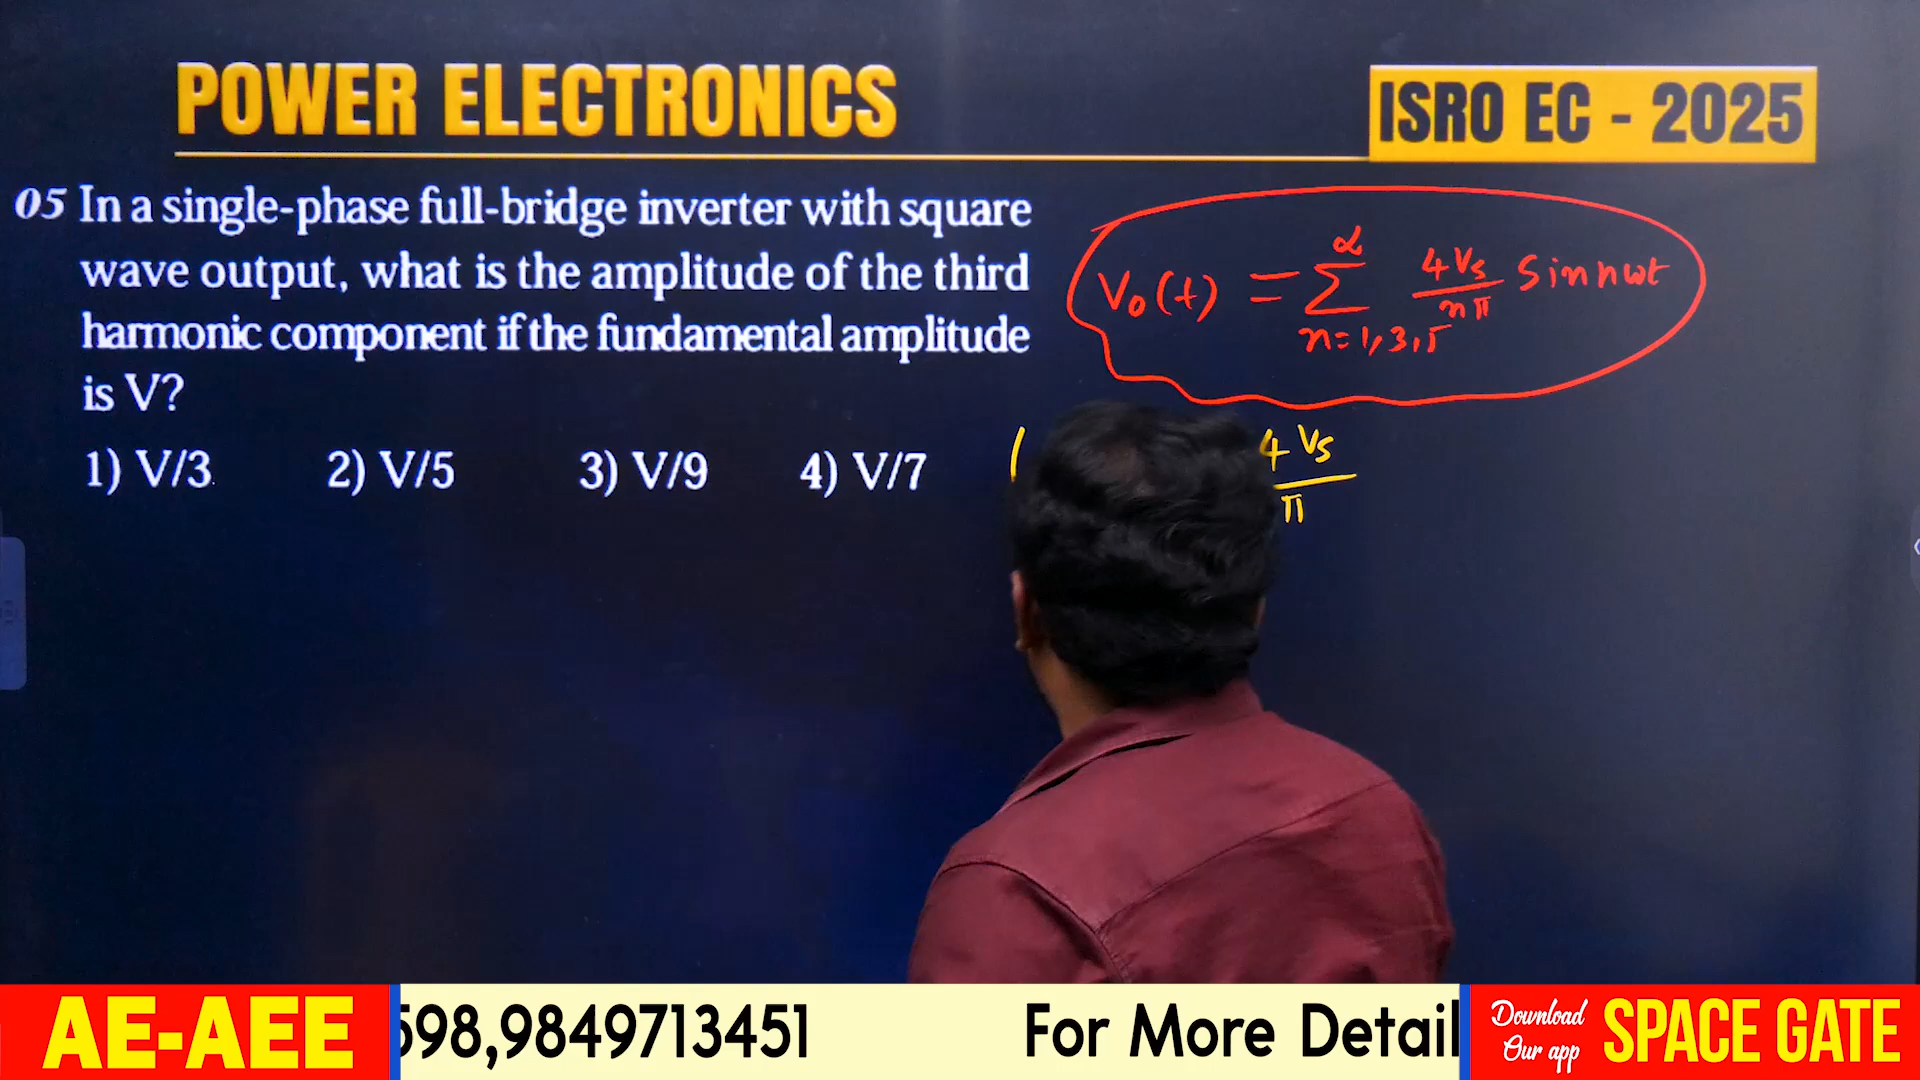 POWER ELECTRONICS
ISRO EC - 2025
05 In a single-phase full-bridge inverter with square
wave output, what is the amplitude of the third
harmonic component if the fundamental amplitude
is V?
1) V/3 2) V/5 3) V/9 4) V/7
V₀(t) = ∑ 4Vs/nπ Sin nωt
α
n=1,3,5
4Vs/π
AE-AEE
598,9849713451 For More Detail
Download
Our app
SPACE GATE